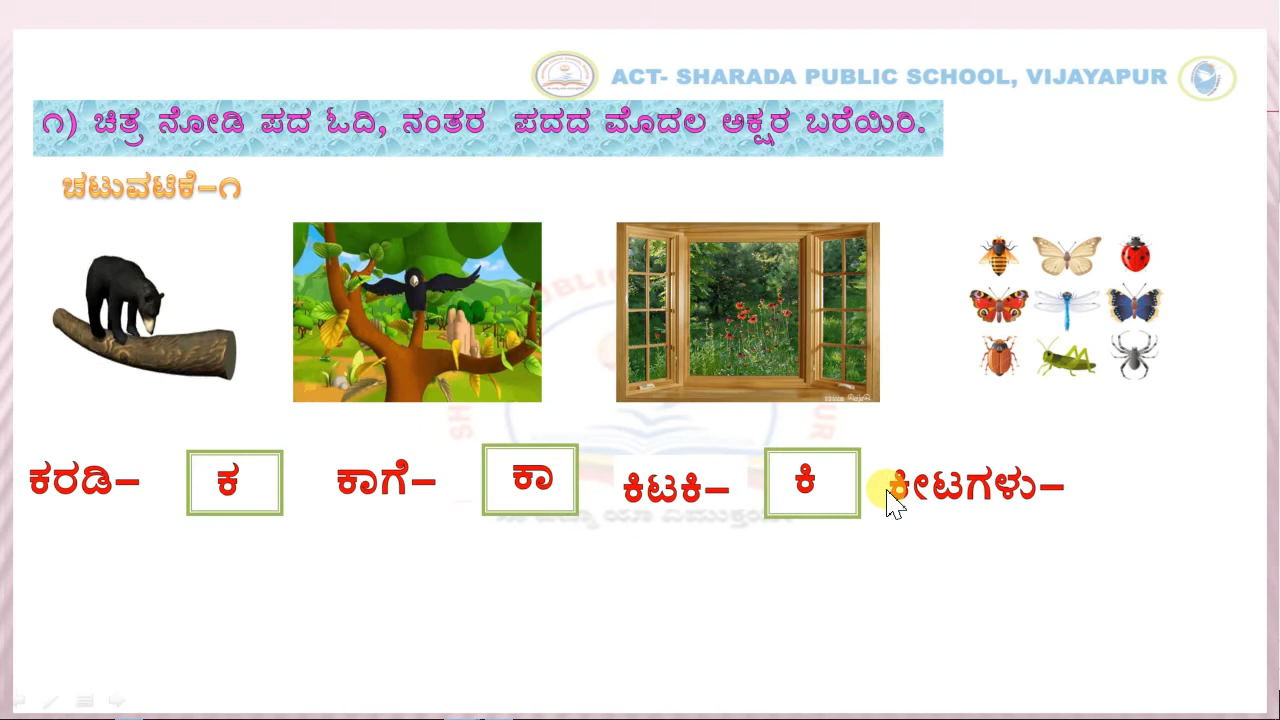 ACT- SHARADA PUBLIC SCHOOL, VIJAYAPUR
೧) ಚಿತ್ರ ನೋಡಿ ಪದ ಓದಿ, ನಂತರ ಪದದ ಮೊದಲ ಅಕ್ಷರ ಬರೆಯಿರಿ.
ಚಟುವಟಿಕೆ-೧
ಕರಡಿ- ಕ ಕಾಗೆ- ಕಾ ಕಿಟಕಿ- ಕಿ ಕೀಟಗಳು-